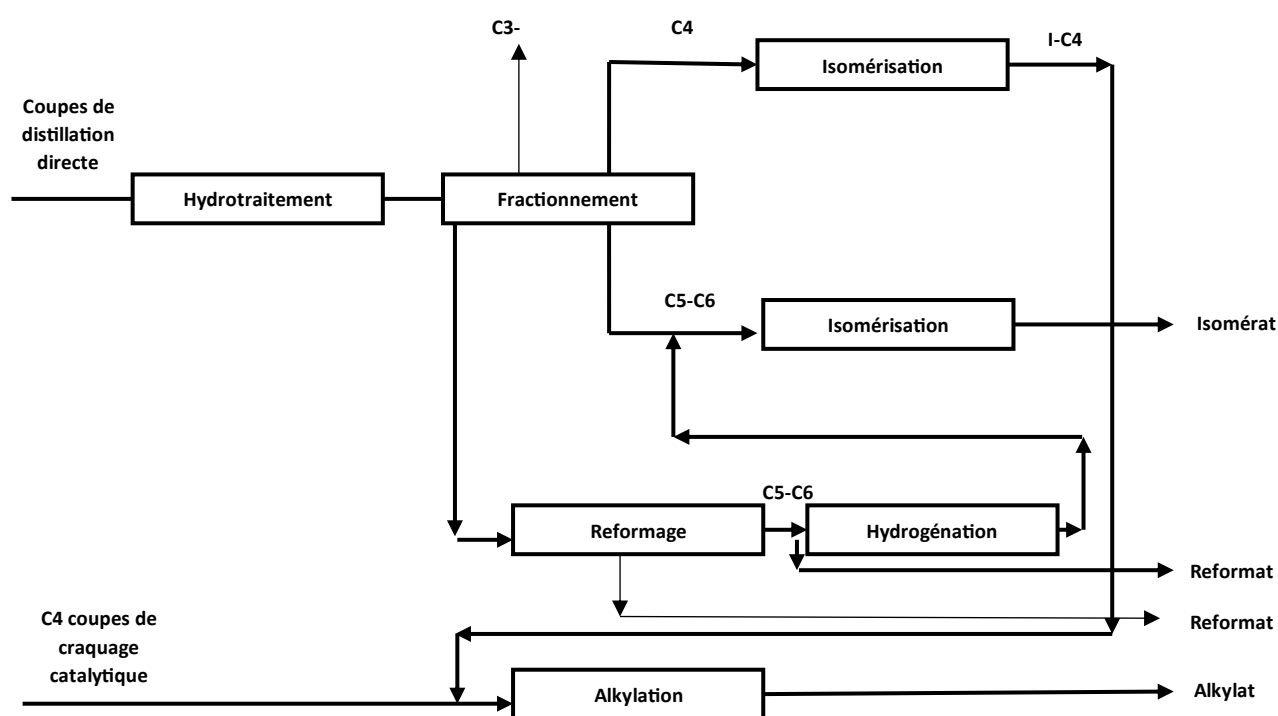 C3-
C4
I-C4
Isomérisation
Coupes de
distillation
directe
Hydrotraitement
Fractionnement
C5-C6
Isomérisation
Isomérat
C5-C6
Reformage
Hydrogénation
Reformat
C4 coupes de
craquage
catalytique
Reformat
Alkylation
Alkylat